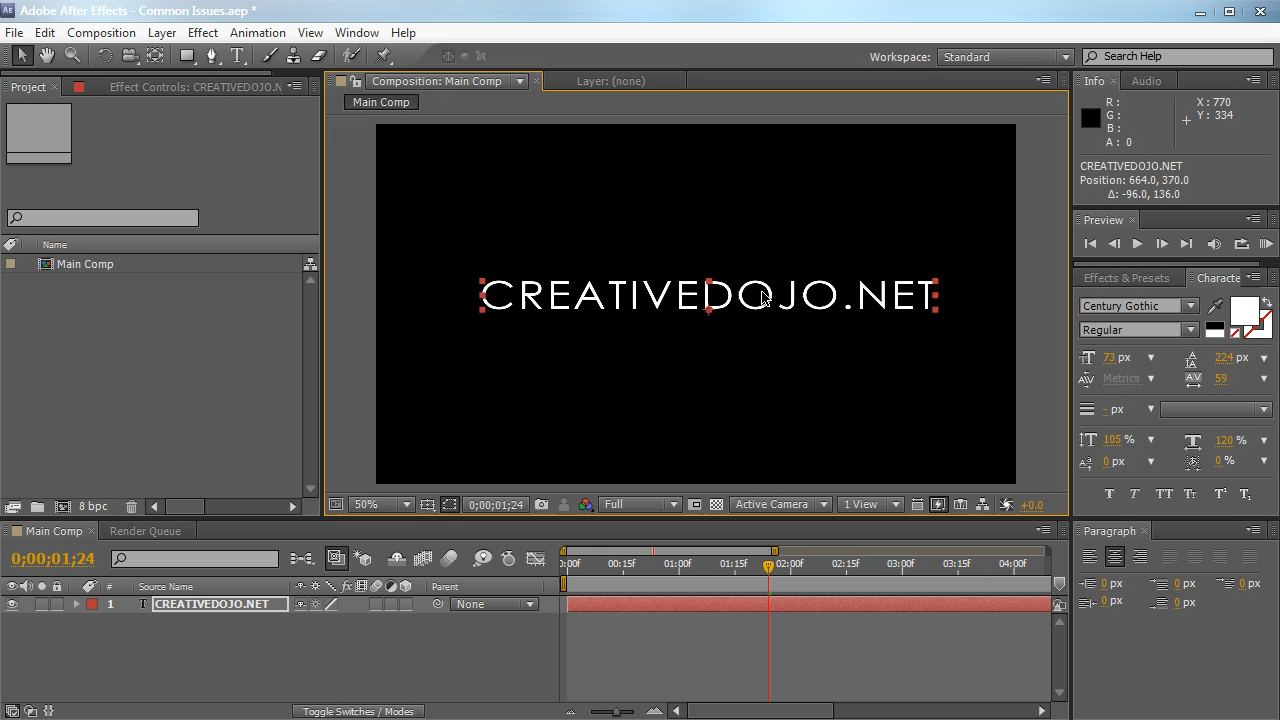 Adobe After Effects - Common Issues.aep *
File Edit Composition Layer Effect Animation View Window Help
Workspace: Standard Search Help
Project × Effect Controls: CREATIVEDOJO.N
Composition: Main Comp × Layer: (none)
Main Comp
Info × Audio
R : X : 770
G : Y : 334
B :
A : 0
CREATIVEDOJO.NET
Position: 664.0, 370.0
Δ: -96.0, 136.0
Preview ×
Name
Main Comp
CREATIVEDOJO.NET
Effects & Presets Characte
Century Gothic
Regular
73 px 224 px
Metrics 59
- px
105 % 120 %
0 px 0 %
T T TT Tr T¹ T₁
8 bpc
50% 0;00;01;24 Full Active Camera 1 View +0.0
Main Comp × Render Queue
0;00;01;24
# Source Name Parent
1 T CREATIVEDOJO.NET None
0:00f 00:15f 01:00f 01:15f 02:00f 02:15f 03:00f 03:15f 04:00f
Toggle Switches / Modes
Paragraph ×
0 px 0 px 0 px
0 px 0 px